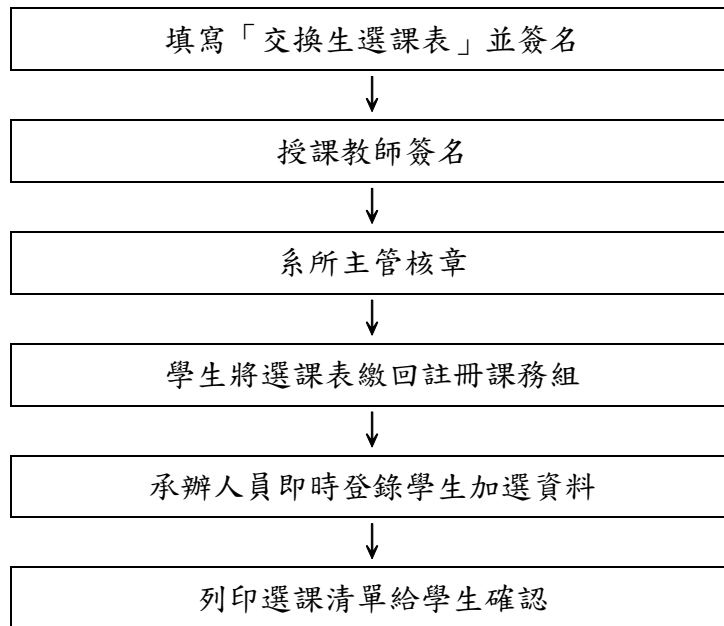 填寫「交換生選課表」並簽名
授課教師簽名
系所主管核章
學生將選課表繳回註冊課務組
承辦人員即時登錄學生加選資料
列印選課清單給學生確認